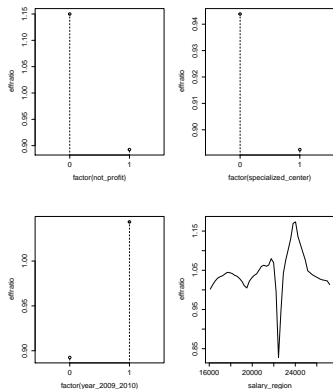 effratio
0.90 0.95 1.00 1.05 1.10 1.15
0 1
factor(not_profit)
effratio
0.90 0.91 0.92 0.93 0.94
0 1
factor(specialized_center)
effratio
0.90 0.95 1.00
0 1
factor(year_2009_2010)
effratio
0.85 0.95 1.05 1.15
16000 20000 24000
salary_region